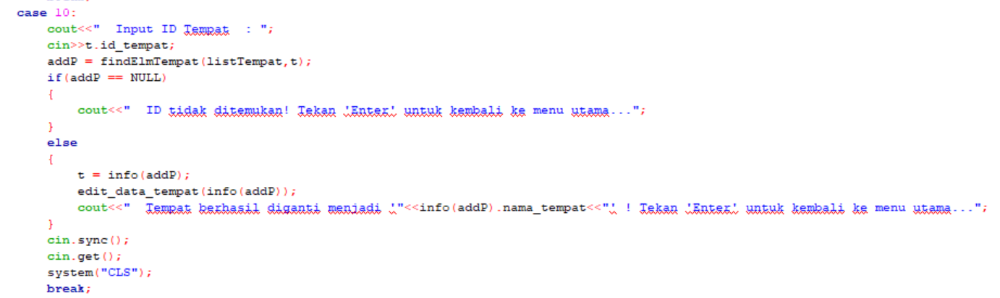 case 10:
    cout<<"  Input ID Tempat  : ";
    cin>>t.id_tempat;
    addP = findElmTempat(listTempat,t);
    if(addP == NULL)
    {
        cout<<"  ID tidak ditemukan! Tekan 'Enter' untuk kembali ke menu utama...";
    }
    else
    {
        t = info(addP);
        edit_data_tempat(info(addP));
        cout<<"  Tempat berhasil diganti menjadi '"<<info(addP).nama_tempat<<"' ! Tekan 'Enter' untuk kembali ke menu utama...";
    }
    cin.sync();
    cin.get();
    system("CLS");
    break;